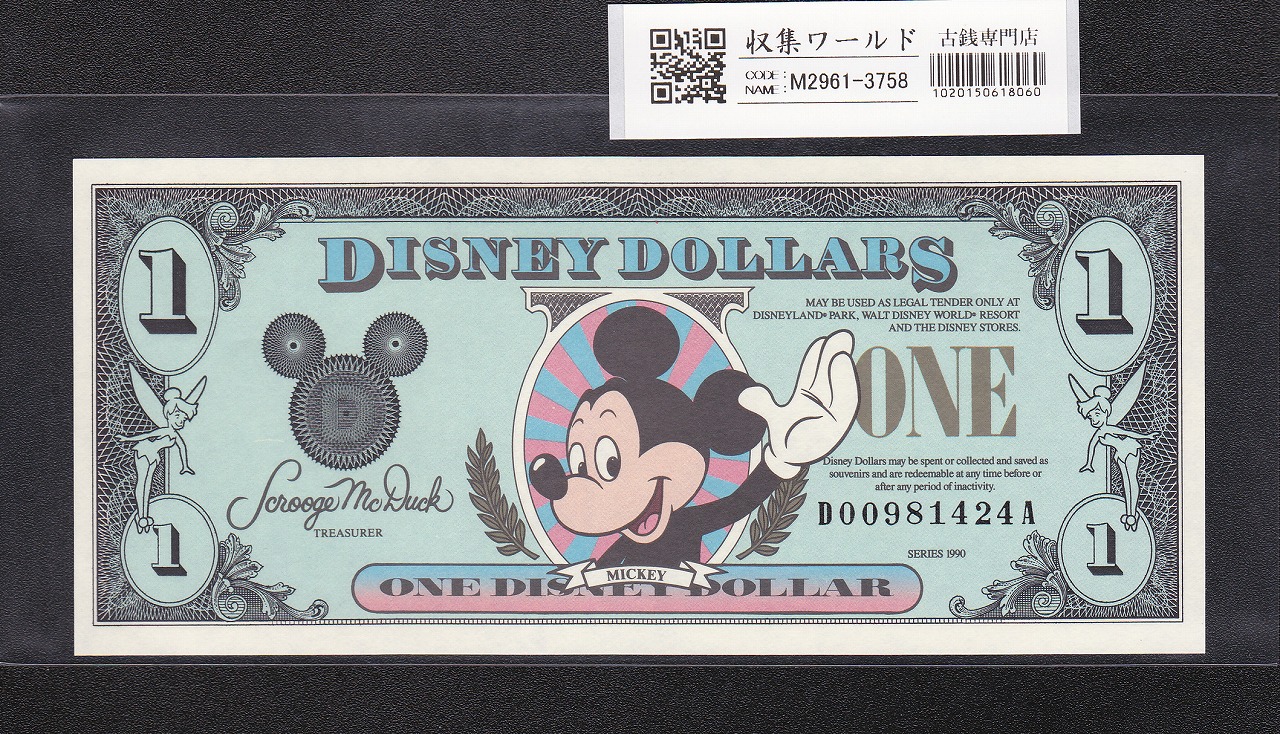 収集ワールド 古銭専門店
CODE :
NAME : M2961-3758
1020150618060
1 DISNEY DOLLARS 1
MAY BE USED AS LEGAL TENDER ONLY AT
DISNEYLAND® PARK, WALT DISNEY WORLD® RESORT
AND THE DISNEY STORES.
ONE
D
Scrooge McDuck
TREASURER
Disney Dollars may be spent or collected and saved as
souvenirs and are redeemable at any time before or
after any period of inactivity.
D00981424A
SERIES 1990
1 1
MICKEY
ONE DISNEY DOLLAR